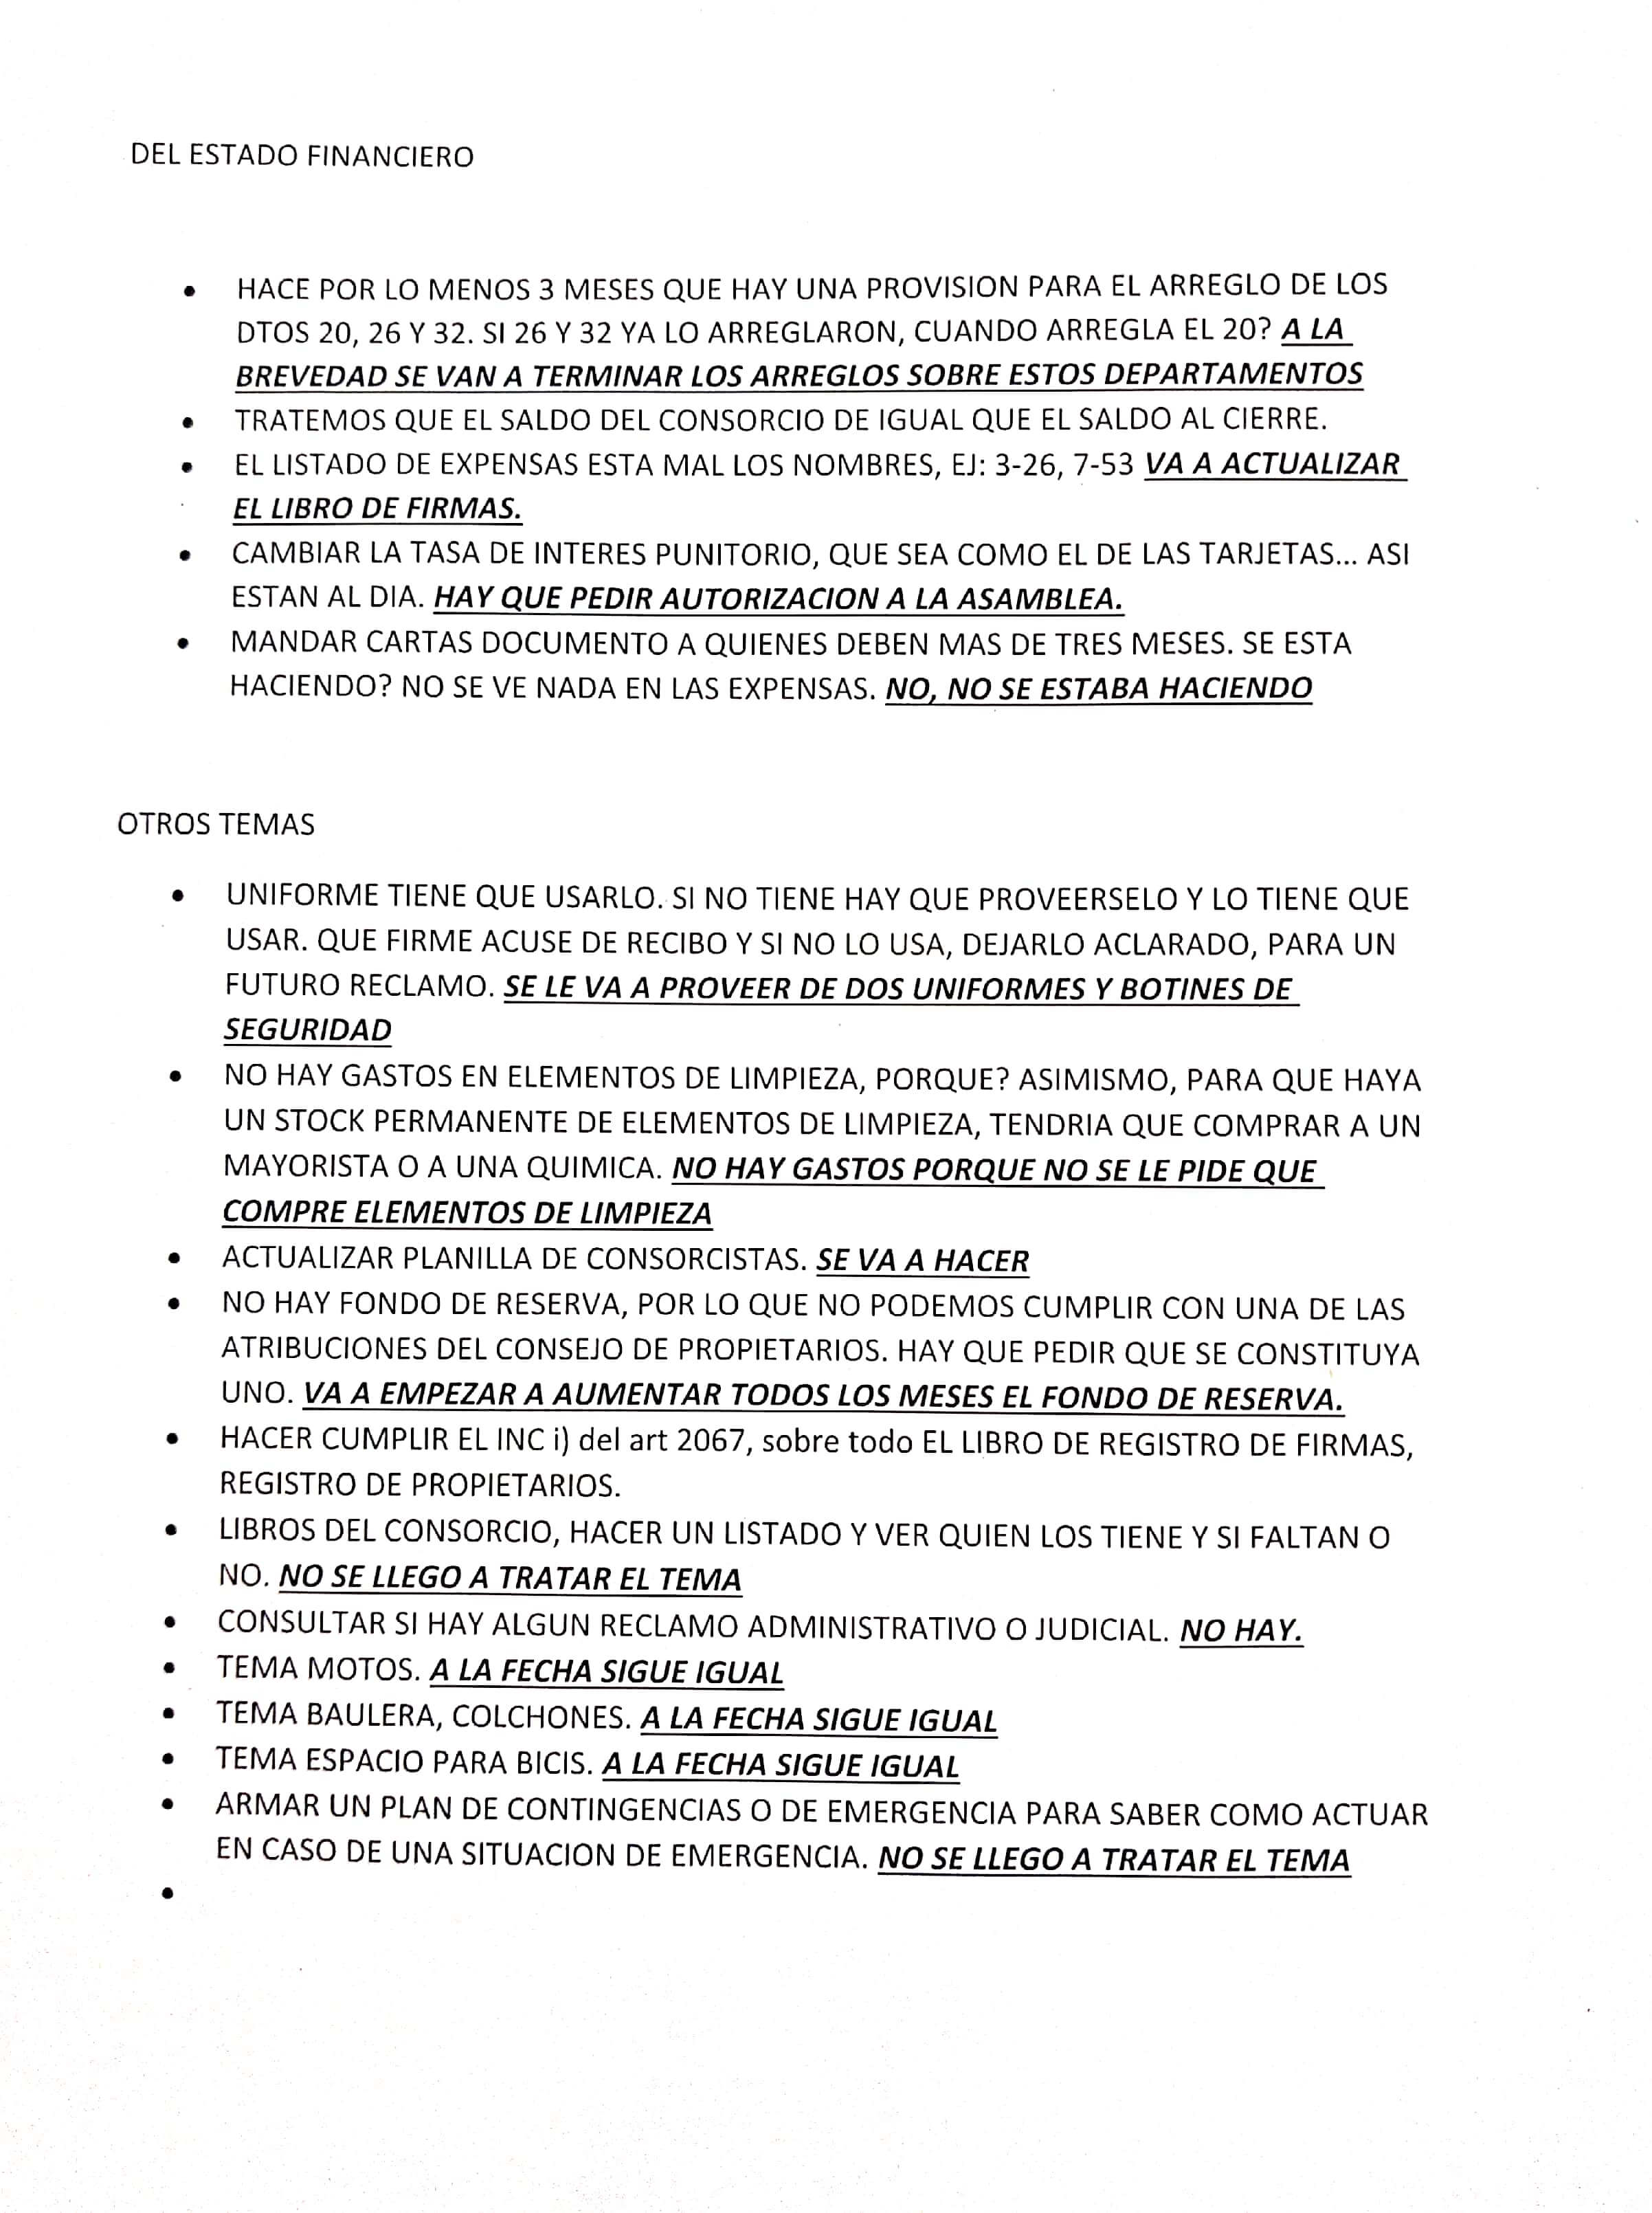 DEL ESTADO FINANCIERO
• HACE POR LO MENOS 3 MESES QUE HAY UNA PROVISION PARA EL ARREGLO DE LOS
DTOS 20, 26 Y 32. SI 26 Y 32 YA LO ARREGLARON, CUANDO ARREGLA EL 20? A LA
BREVEDAD SE VAN A TERMINAR LOS ARREGLOS SOBRE ESTOS DEPARTAMENTOS
• TRATEMOS QUE EL SALDO DEL CONSORCIO DE IGUAL QUE EL SALDO AL CIERRE.
• EL LISTADO DE EXPENSAS ESTA MAL LOS NOMBRES, EJ: 3-26, 7-53 VA A ACTUALIZAR
EL LIBRO DE FIRMAS.
• CAMBIAR LA TASA DE INTERES PUNITORIO, QUE SEA COMO EL DE LAS TARJETAS... ASI
ESTAN AL DIA. HAY QUE PEDIR AUTORIZACION A LA ASAMBLEA.
• MANDAR CARTAS DOCUMENTO A QUIENES DEBEN MAS DE TRES MESES. SE ESTA
HACIENDO? NO SE VE NADA EN LAS EXPENSAS. NO, NO SE ESTABA HACIENDO
OTROS TEMAS
• UNIFORME TIENE QUE USARLO. SI NO TIENE HAY QUE PROVEERSELO Y LO TIENE QUE
USAR. QUE FIRME ACUSE DE RECIBO Y SI NO LO USA, DEJARLO ACLARADO, PARA UN
FUTURO RECLAMO. SE LE VA A PROVEER DE DOS UNIFORMES Y BOTINES DE
SEGURIDAD
• NO HAY GASTOS EN ELEMENTOS DE LIMPIEZA, PORQUE? ASIMISMO, PARA QUE HAYA
UN STOCK PERMANENTE DE ELEMENTOS DE LIMPIEZA, TENDRIA QUE COMPRAR A UN
MAYORISTA O A UNA QUIMICA. NO HAY GASTOS PORQUE NO SE LE PIDE QUE
COMPRE ELEMENTOS DE LIMPIEZA
• ACTUALIZAR PLANILLA DE CONSORCISTAS. SE VA A HACER
• NO HAY FONDO DE RESERVA, POR LO QUE NO PODEMOS CUMPLIR CON UNA DE LAS
ATRIBUCIONES DEL CONSEJO DE PROPIETARIOS. HAY QUE PEDIR QUE SE CONSTITUYA
UNO. VA A EMPEZAR A AUMENTAR TODOS LOS MESES EL FONDO DE RESERVA.
• HACER CUMPLIR EL INC i) del art 2067, sobre todo EL LIBRO DE REGISTRO DE FIRMAS,
REGISTRO DE PROPIETARIOS.
• LIBROS DEL CONSORCIO, HACER UN LISTADO Y VER QUIEN LOS TIENE Y SI FALTAN O
NO. NO SE LLEGO A TRATAR EL TEMA
• CONSULTAR SI HAY ALGUN RECLAMO ADMINISTRATIVO O JUDICIAL. NO HAY.
• TEMA MOTOS. A LA FECHA SIGUE IGUAL
• TEMA BAULERA, COLCHONES. A LA FECHA SIGUE IGUAL
• TEMA ESPACIO PARA BICIS. A LA FECHA SIGUE IGUAL
• ARMAR UN PLAN DE CONTINGENCIAS O DE EMERGENCIA PARA SABER COMO ACTUAR
EN CASO DE UNA SITUACION DE EMERGENCIA. NO SE LLEGO A TRATAR EL TEMA
•